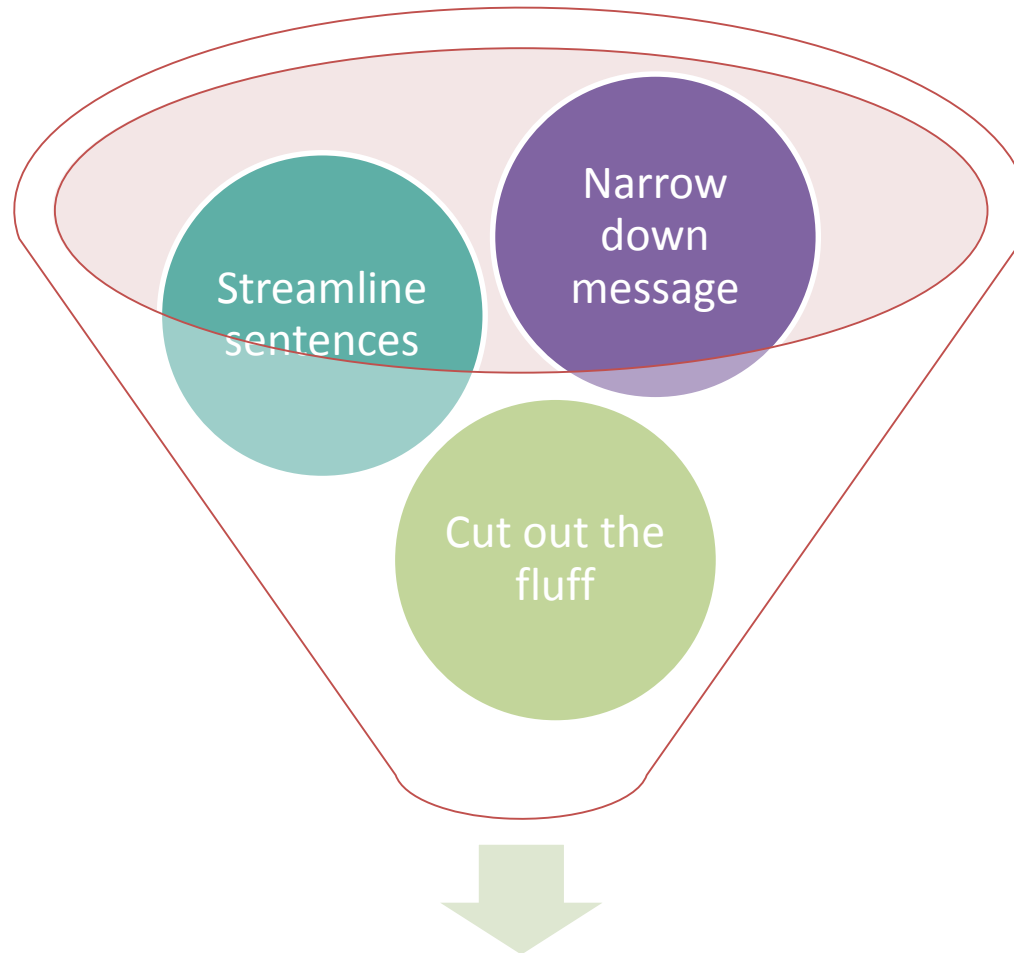 Narrow
down
message
Streamline
sentences
Cut out the
fluff